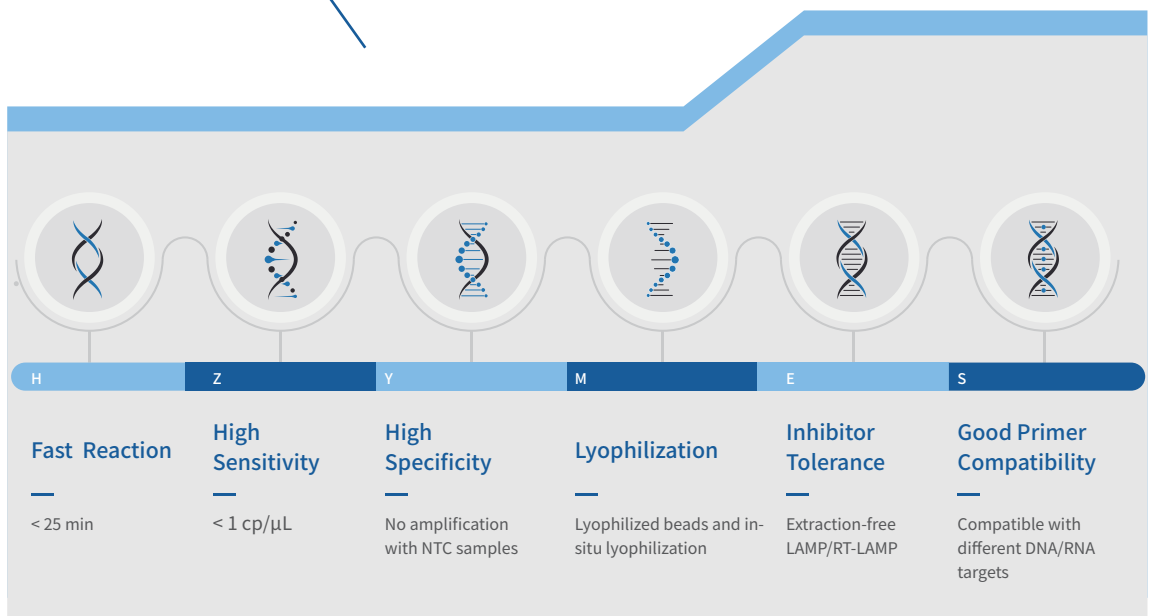 H
Z
Y
M
E
S
Fast Reaction
High
Sensitivity
High
Specificity
Lyophilization
Inhibitor
Tolerance
Good Primer
Compatibility
< 25 min
< 1 cp/μL
No amplification
with NTC samples
Lyophilized beads and in-
situ lyophilization
Extraction-free
LAMP/RT-LAMP
Compatible with
different DNA/RNA
targets